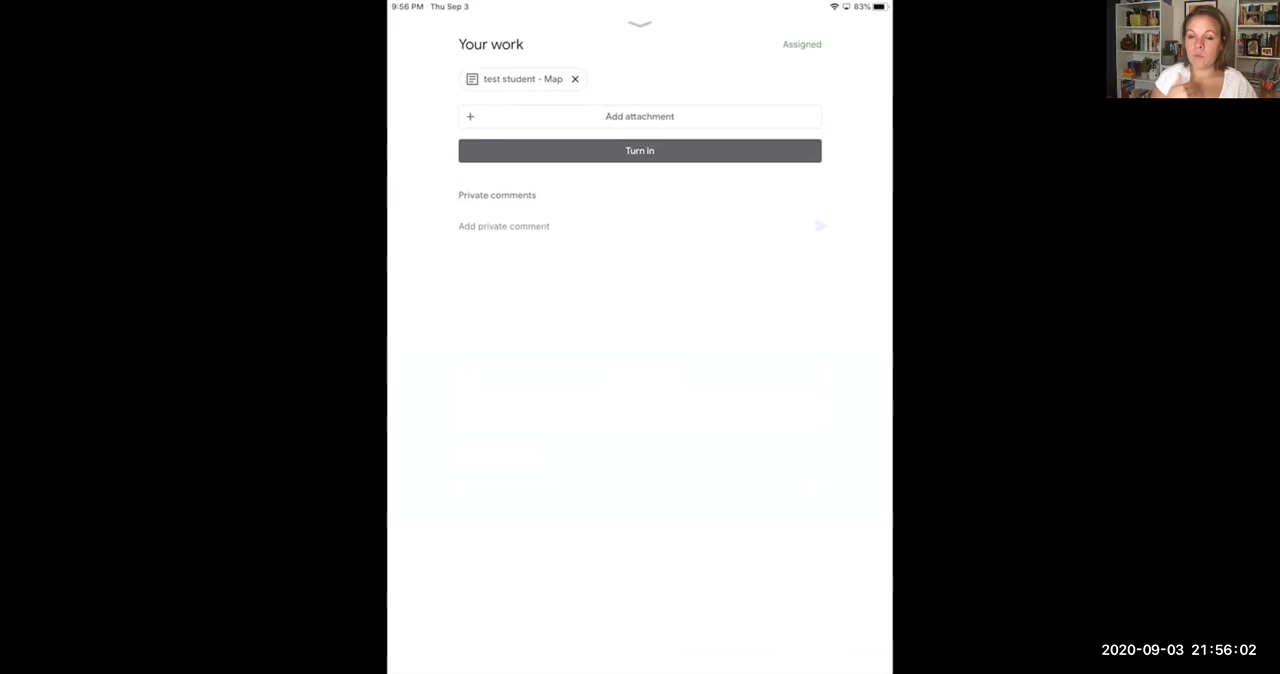 9:56 PM Thu Sep 3 83%
Your work Assigned
test student - Map ✕
+ Add attachment
Turn in
Private comments
Add private comment
2020-09-03 21:56:02